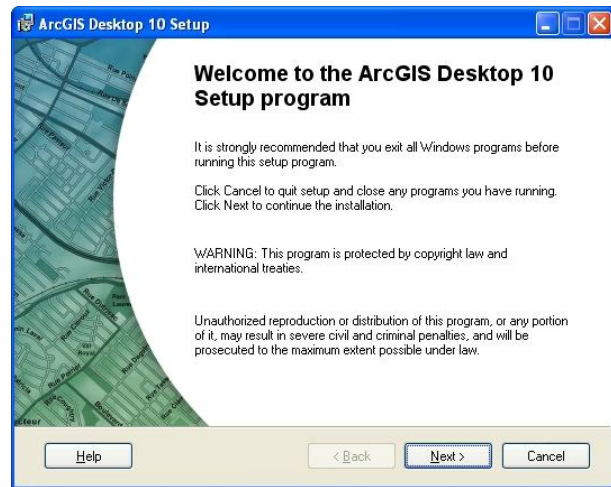 ArcGIS Desktop 10 Setup
Welcome to the ArcGIS Desktop 10
Setup program
It is strongly recommended that you exit all Windows programs before
running this setup program.
Click Cancel to quit setup and close any programs you have running.
Click Next to continue the installation.
WARNING: This program is protected by copyright law and
international treaties.
Unauthorized reproduction or distribution of this program, or any portion
of it, may result in severe civil and criminal penalties, and will be
prosecuted to the maximum extent possible under law.
Help
< Back
Next >
Cancel